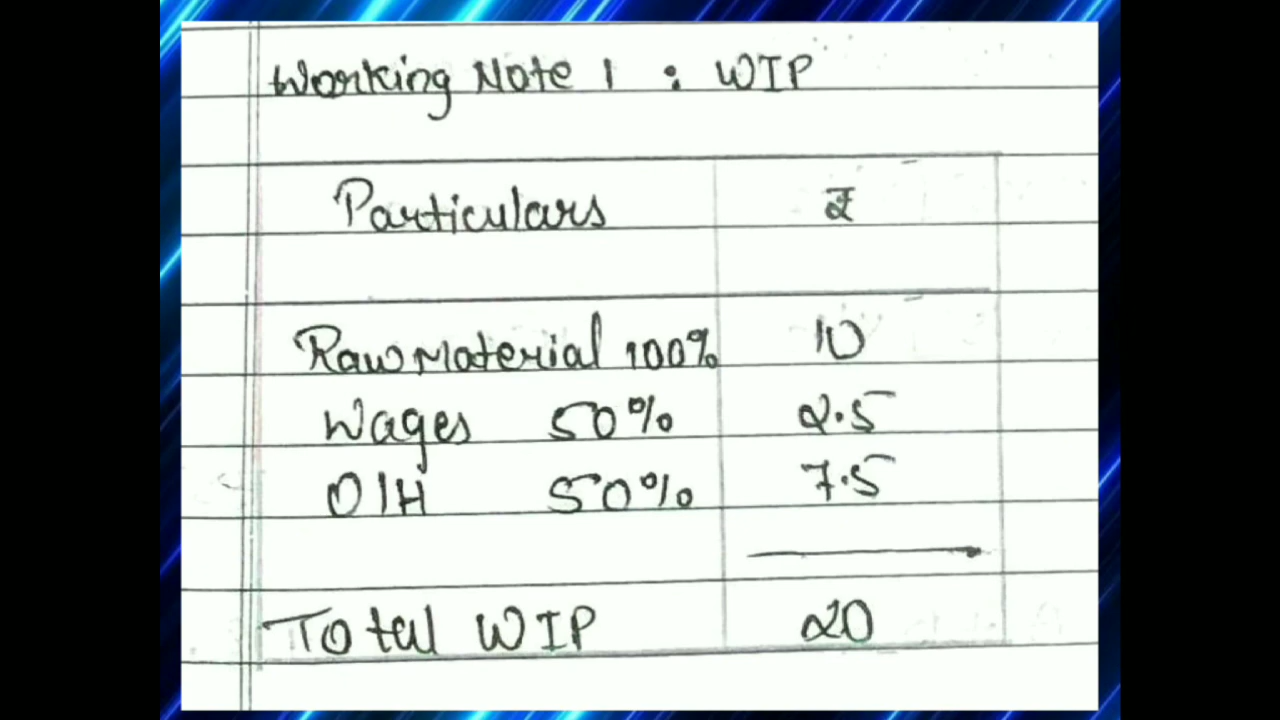 Working Note 1 : WIP
Particulars ₹
Raw Material 100% 10
Wages 50% 2.5
O/H 50% 7.5
Total WIP 20